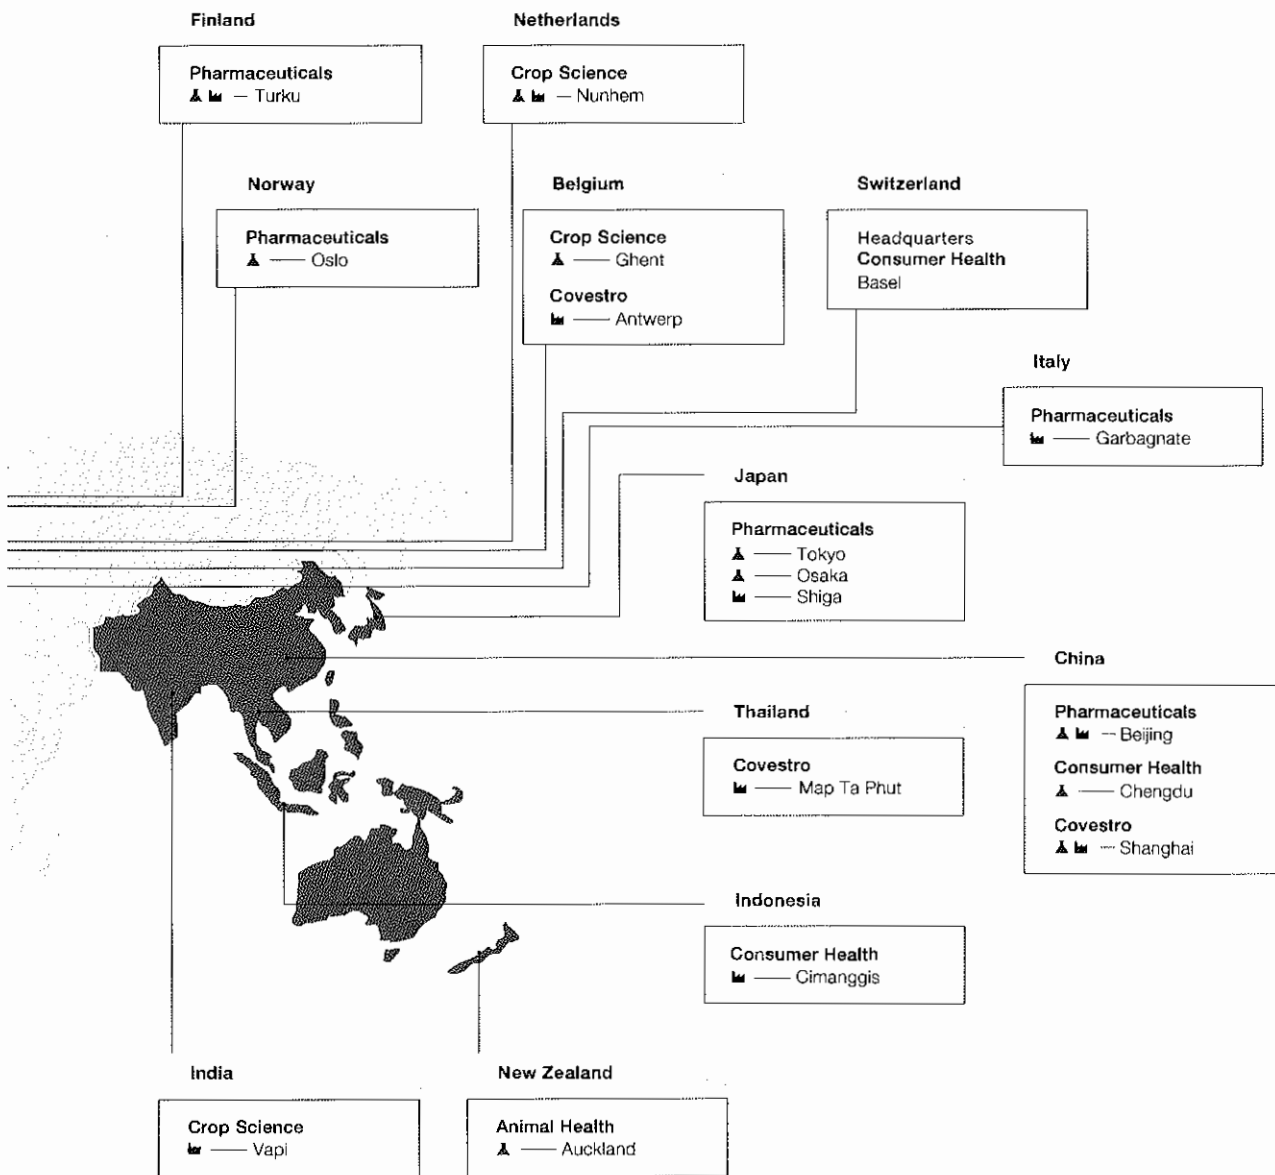 Finland
Pharmaceuticals
— Turku
Netherlands
Crop Science
— Nunhem
Norway
Pharmaceuticals
— Oslo
Belgium
Crop Science
— Ghent
Covestro
— Antwerp
Switzerland
Headquarters
Consumer Health
Basel
Italy
Pharmaceuticals
— Garbagnate
Japan
Pharmaceuticals
— Tokyo
— Osaka
— Shiga
China
Pharmaceuticals
— Beijing
Consumer Health
— Chengdu
Covestro
— Shanghai
Thailand
Covestro
— Map Ta Phut
Indonesia
Consumer Health
— Cimanggis
India
Crop Science
— Vapi
New Zealand
Animal Health
— Auckland